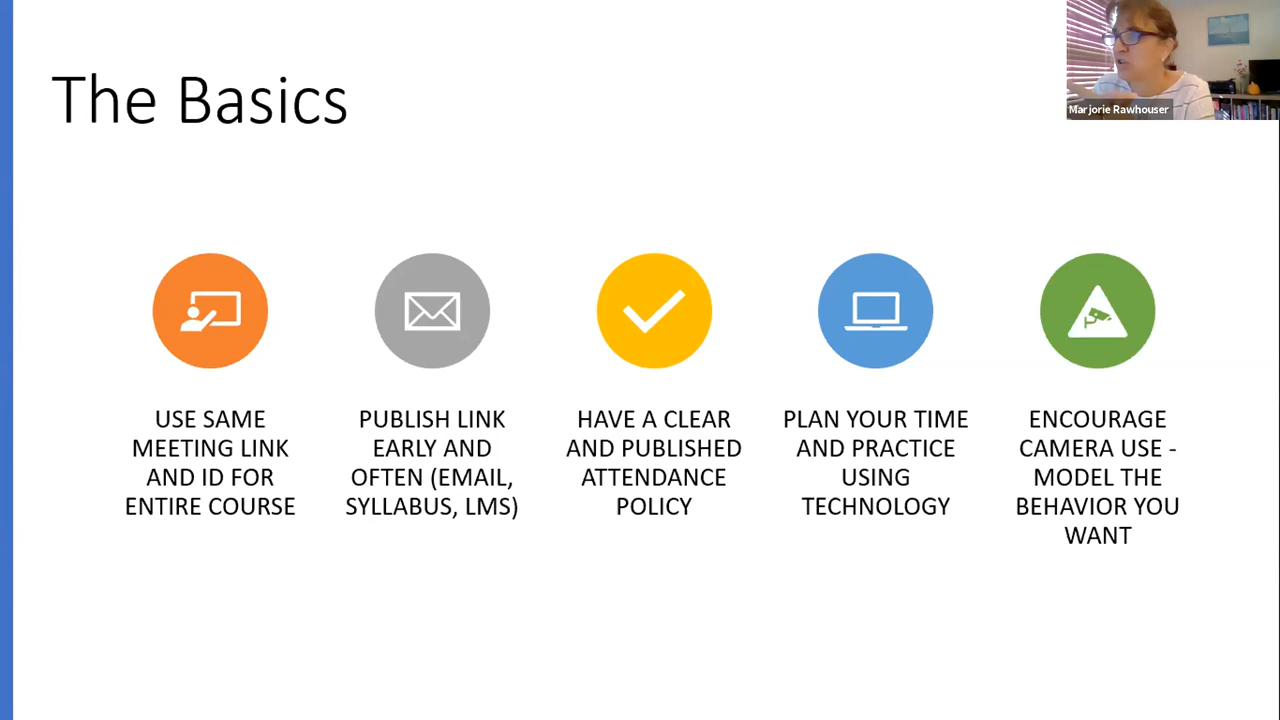 The Basics
Marjorie Rawhouser
USE SAME
MEETING LINK
AND ID FOR
ENTIRE COURSE
PUBLISH LINK
EARLY AND
OFTEN (EMAIL,
SYLLABUS, LMS)
HAVE A CLEAR
AND PUBLISHED
ATTENDANCE
POLICY
PLAN YOUR TIME
AND PRACTICE
USING
TECHNOLOGY
ENCOURAGE
CAMERA USE -
MODEL THE
BEHAVIOR YOU
WANT